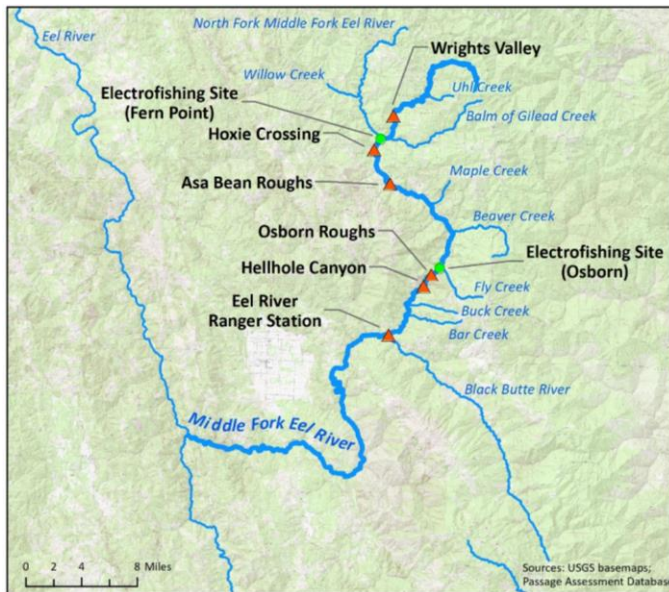 Eel River
North Fork Middle Fork Eel River
Wrights Valley
Willow Creek
Uhl Creek
Electrofishing Site
(Fern Point)
Balm of Gilead Creek
Hoxie Crossing
Maple Creek
Asa Bean Roughs
Beaver Creek
Osborn Roughs
Electrofishing Site
(Osborn)
Hellhole Canyon
Fly Creek
Eel River
Ranger Station
Buck Creek
Bar Creek
Black Butte River
Middle Fork Eel River
0 2 4 8 Miles
Sources: USGS basemaps;
Passage Assessment Database